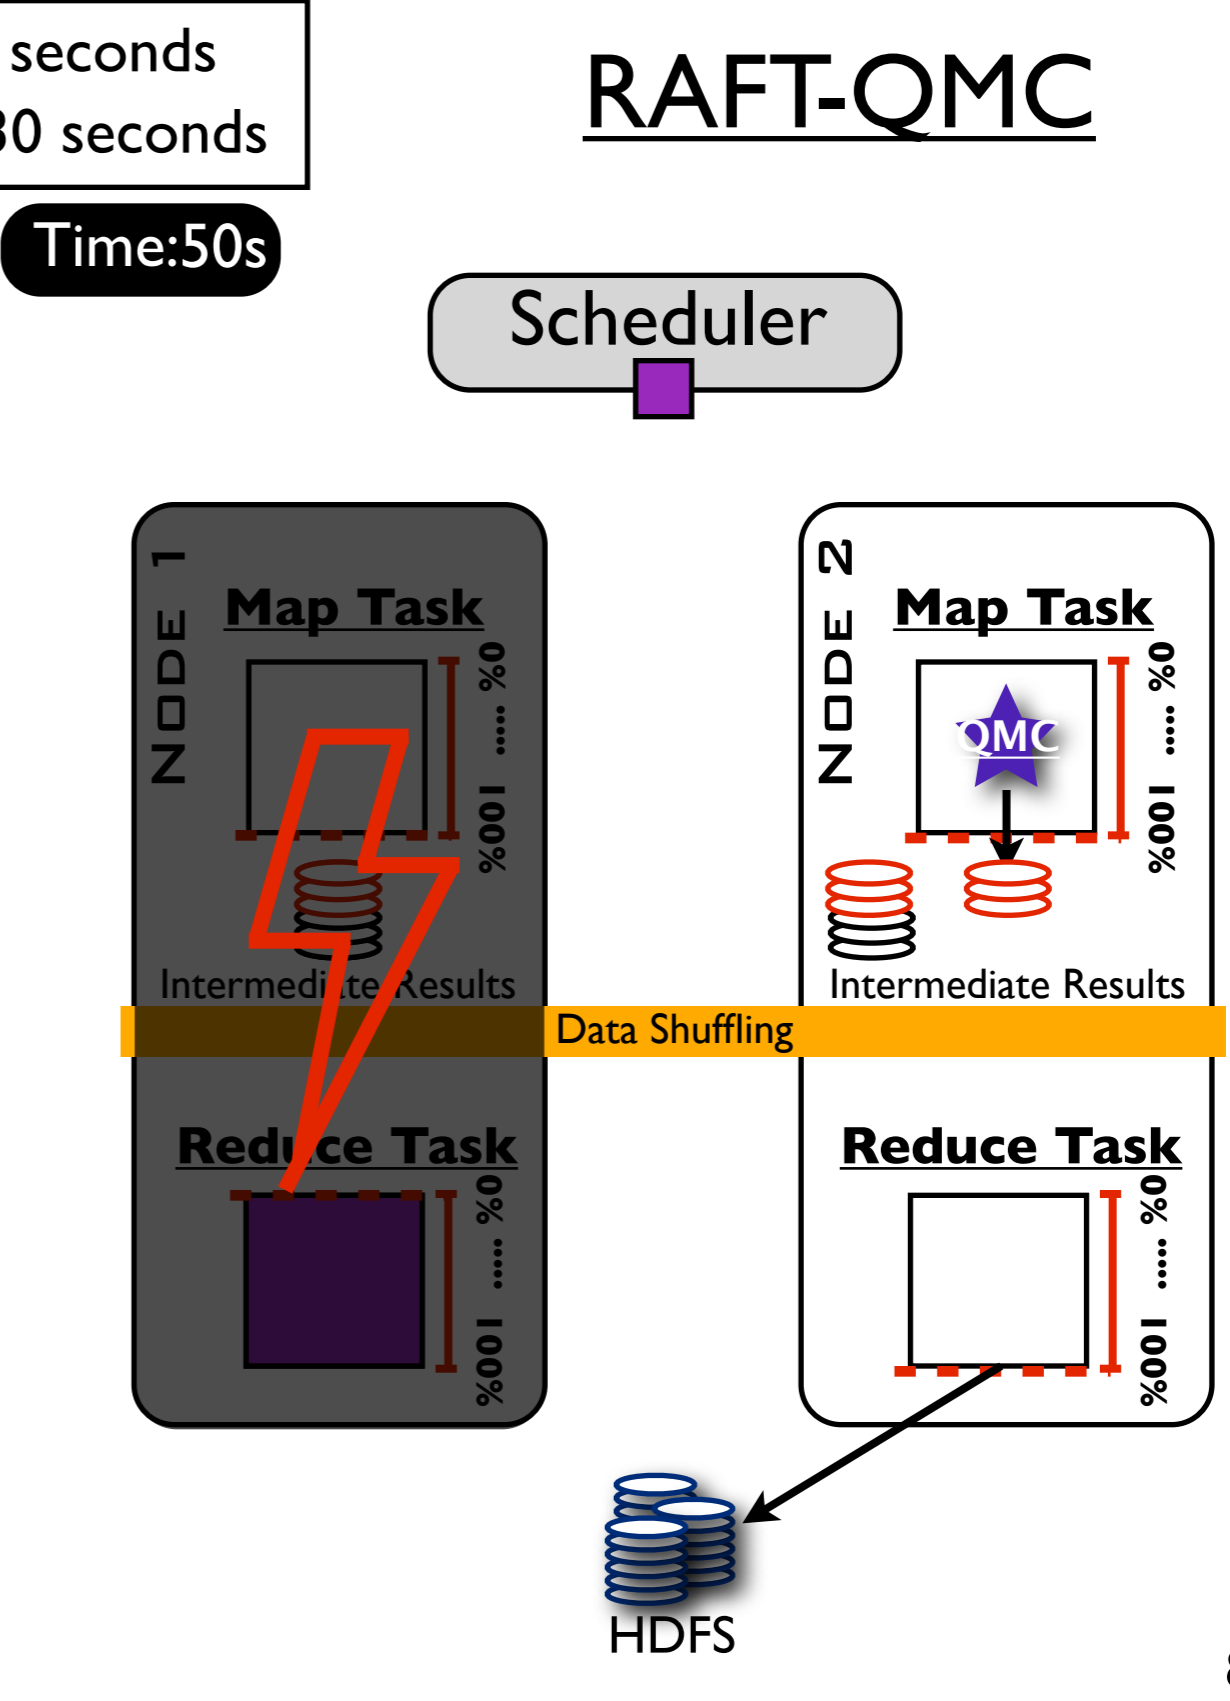 seconds
30 seconds
RAFT-QMC
Time:50s
Scheduler
NODE 1
Map Task
0% ..... 100%
Intermediate Results
NODE 2
Map Task
QMC
0% ..... 100%
Intermediate Results
Data Shuffling
Reduce Task
0% ..... 100%
Reduce Task
0% ..... 100%
HDFS